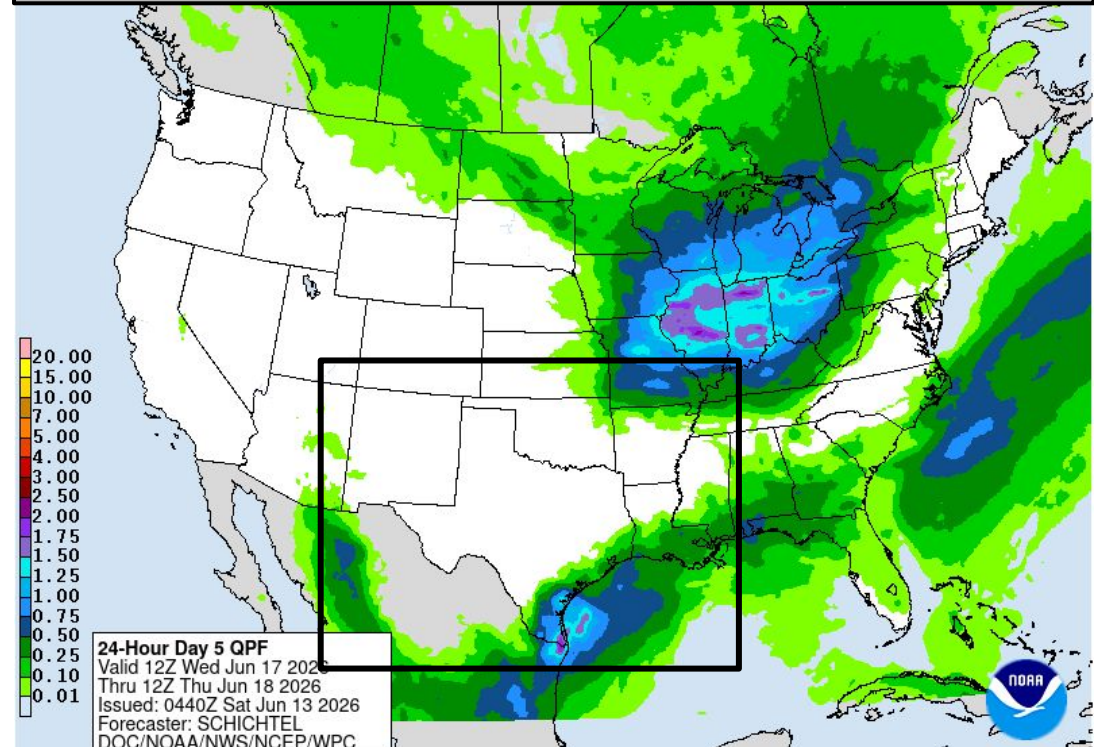 20.00
15.00
10.00
7.00
5.00
4.00
3.00
2.50
2.00
1.75
1.50
1.25
1.00
0.75
0.50
0.25
0.10
0.01
24-Hour Day 5 QPF
Valid 12Z Wed Jun 17 2026
Thru 12Z Thu Jun 18 2026
Issued: 0440Z Sat Jun 13 2026
Forecaster: SCHICHTEL
DOC/NOAA/NWS/NCEP/WPC
NOAA